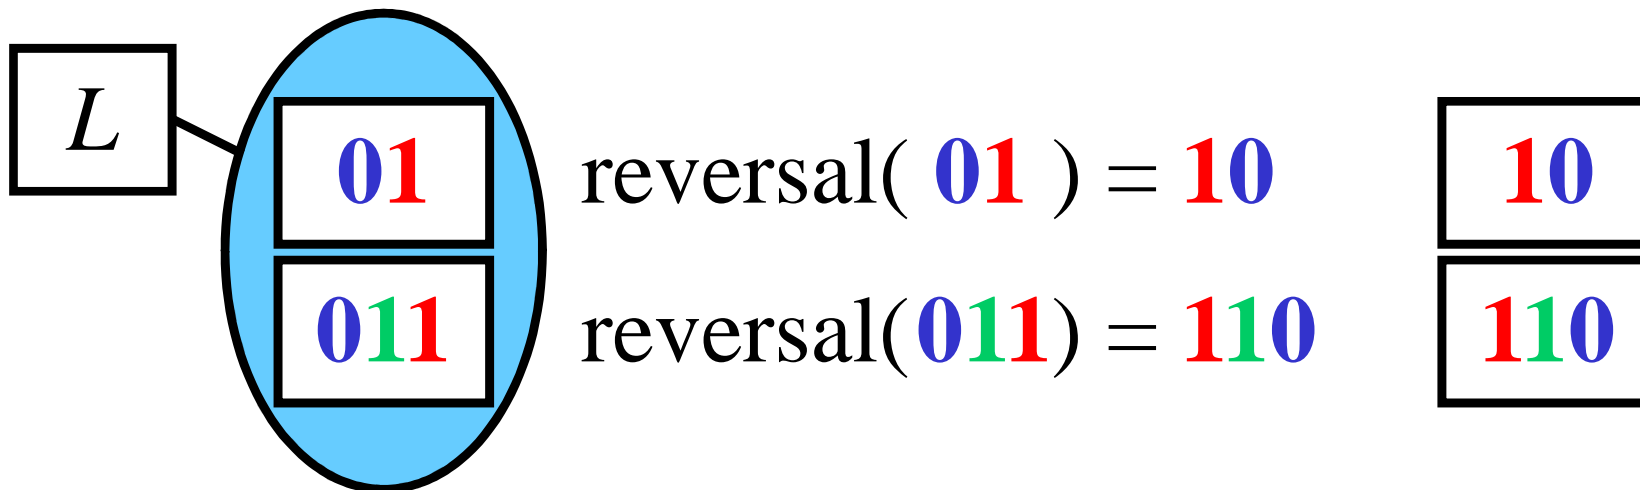 L
01 reversal( 01 ) = 10 10
011 reversal(011) = 110 110